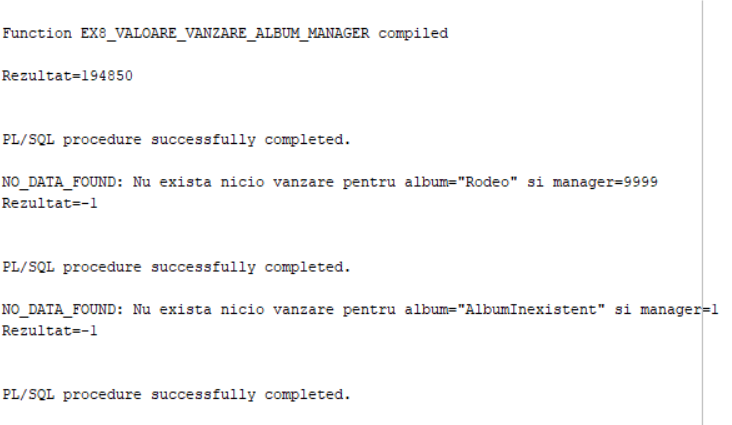 Function EX8_VALOARE_VANZARE_ALBUM_MANAGER compiled
Rezultat=194850
PL/SQL procedure successfully completed.
NO_DATA_FOUND: Nu exista nicio vanzare pentru album="Rodeo" si manager=9999
Rezultat=-1
PL/SQL procedure successfully completed.
NO_DATA_FOUND: Nu exista nicio vanzare pentru album="AlbumInexistent" si manager=1
Rezultat=-1
PL/SQL procedure successfully completed.